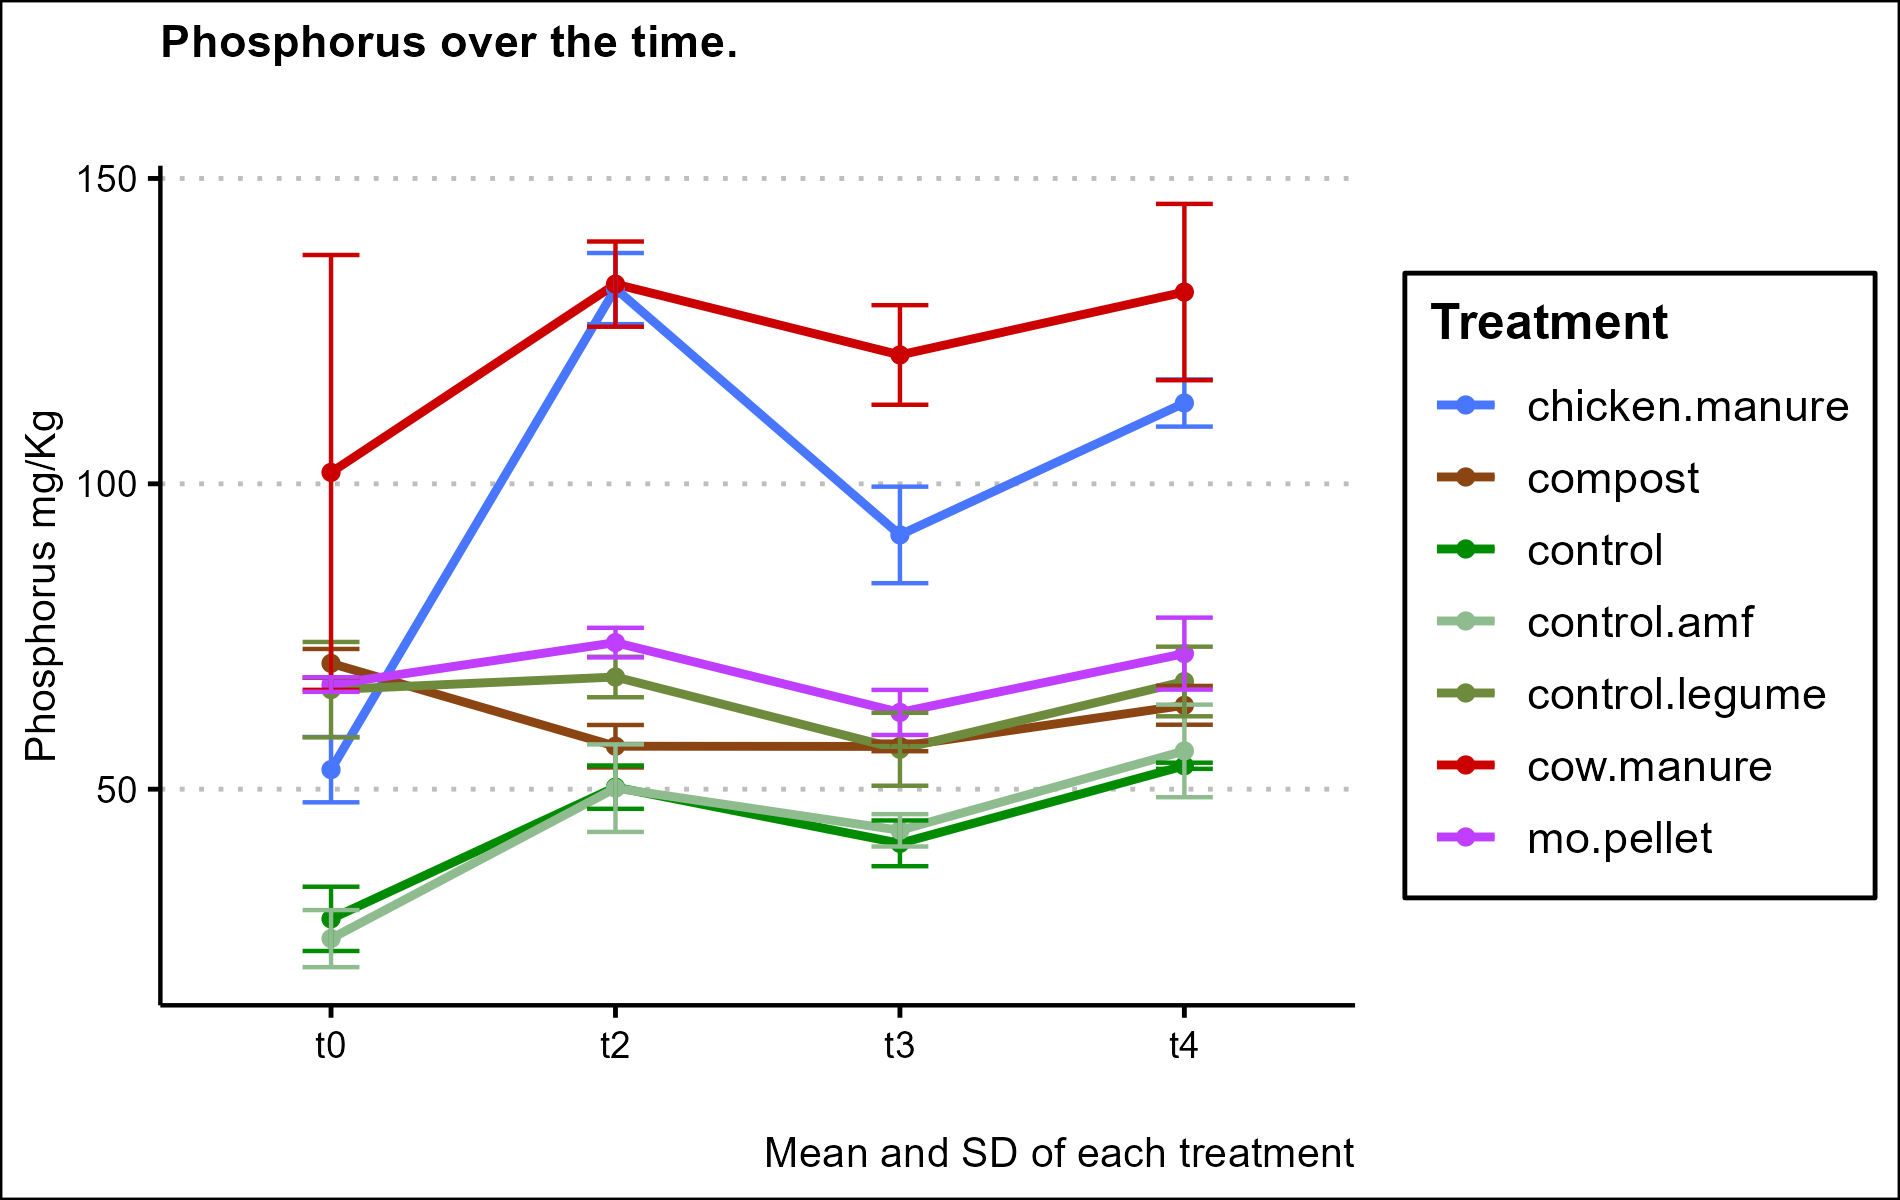 Phosphorus over the time.
150
100
50
Phosphorus mg/Kg
t0 t2 t3 t4
Mean and SD of each treatment
Treatment
chicken.manure
compost
control
control.amf
control.legume
cow.manure
mo.pellet